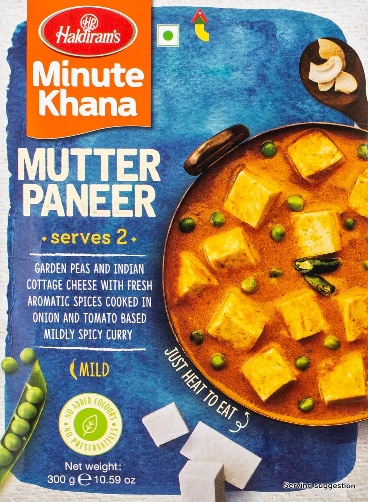 HR
Haldiram's
Minute
Khana
MUTTER
PANEER
• serves 2 •
GARDEN PEAS AND INDIAN
COTTAGE CHEESE WITH FRESH
AROMATIC SPICES COOKED IN
ONION AND TOMATO BASED
MILDLY SPICY CURRY
MILD
JUST HEAT TO EAT
• NO ADDED COLOURS •
NO PRESERVATIVES
Net weight:
300 g ℮ 10.59 oz
Serving suggestion